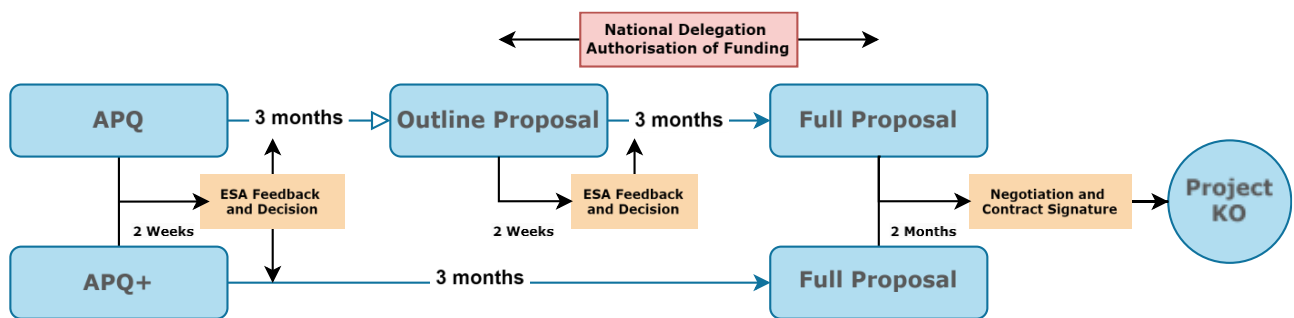 National Delegation
Authorisation of Funding
APQ
3 months
Outline Proposal
3 months
Full Proposal
ESA Feedback
and Decision
2 Weeks
ESA Feedback
and Decision
2 Weeks
Negotiation and
Contract Signature
2 Months
Project
KO
APQ+
3 months
Full Proposal